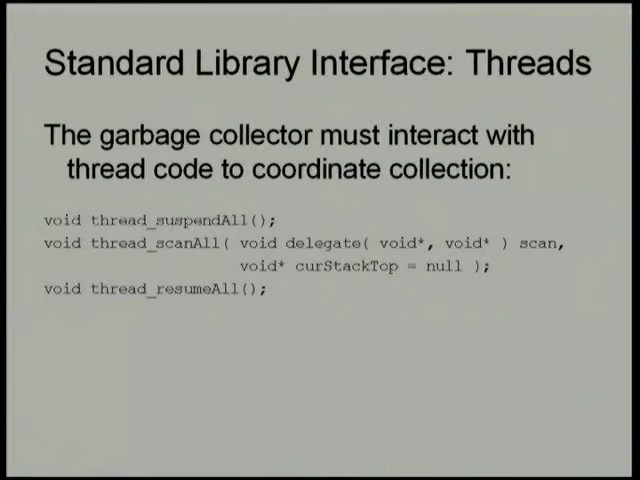 Standard Library Interface: Threads
The garbage collector must interact with
thread code to coordinate collection:
void thread_suspendAll();
void thread_scanAll( void delegate( void*, void* ) scan,
void* curStackTop = null );
void thread_resumeAll();